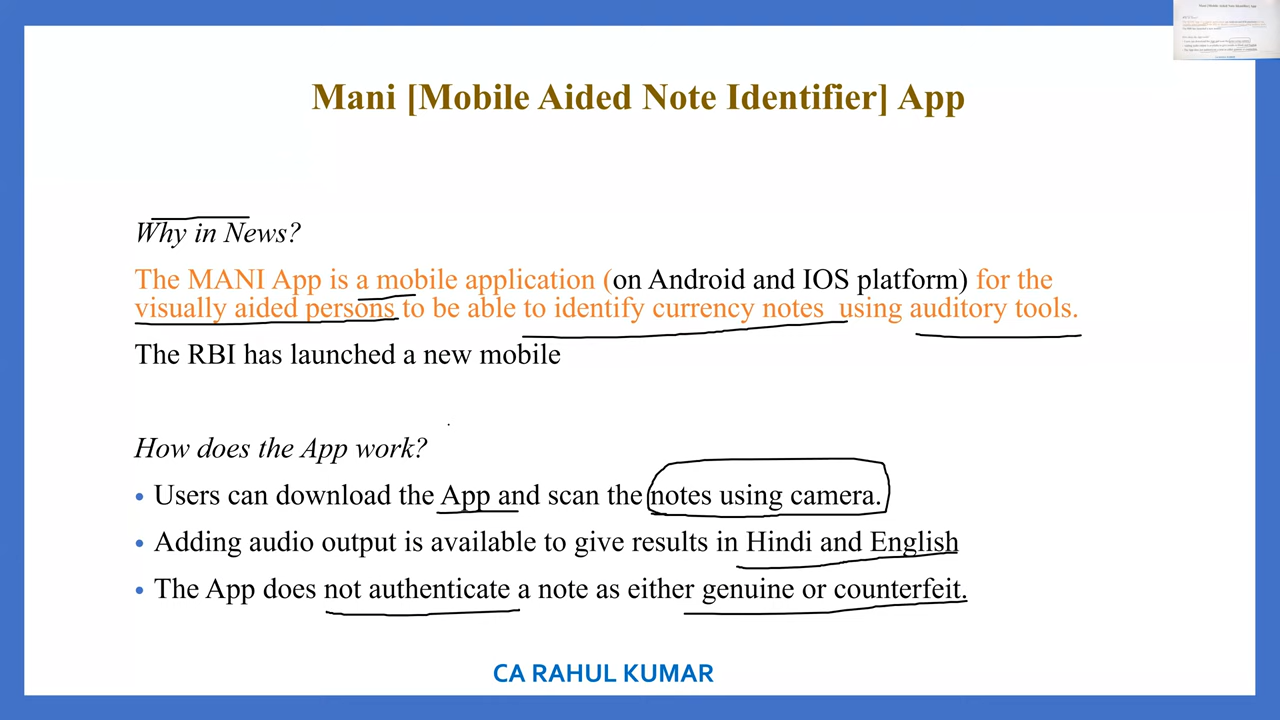 Mani [Mobile Aided Note Identifier] App
Why in News?
The MANI App is a mobile application (on Android and IOS platform) for the
visually aided persons to be able to identify currency notes using auditory tools.
The RBI has launched a new mobile
How does the App work?
• Users can download the App and scan the notes using camera.
• Adding audio output is available to give results in Hindi and English
• The App does not authenticate a note as either genuine or counterfeit.
CA RAHUL KUMAR